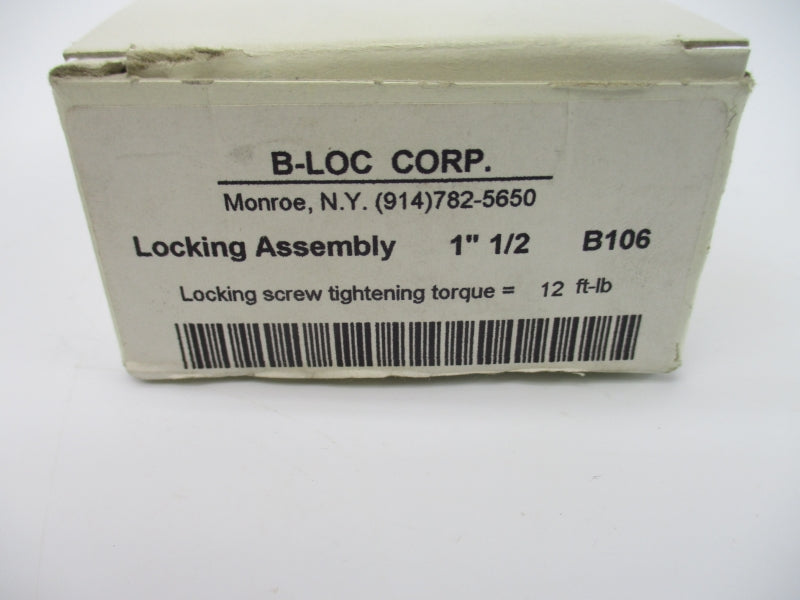 B-LOC CORP.
Monroe, N.Y. (914)782-5650
Locking Assembly 1" 1/2 B106
Locking screw tightening torque = 12 ft-lb